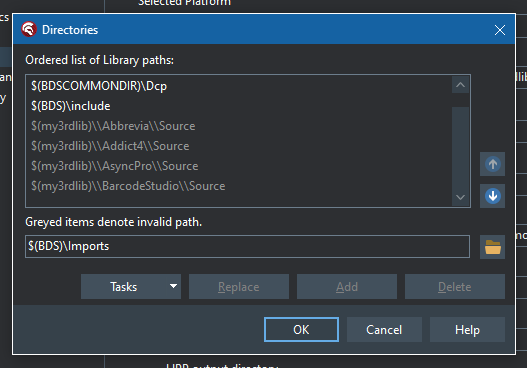 Selected Platform
cs
Directories
Ordered list of Library paths:
$(BDSCOMMONDIR)\Dcp
$(BDS)\include
$(my3rdlib)\\Abbrevia\\Source
$(my3rdlib)\\Addict4\\Source
$(my3rdlib)\\AsyncPro\\Source
$(my3rdlib)\\BarcodeStudio\\Source
Greyed items denote invalid path.
$(BDS)\Imports
Tasks
Replace
Add
Delete
OK
Cancel
Help